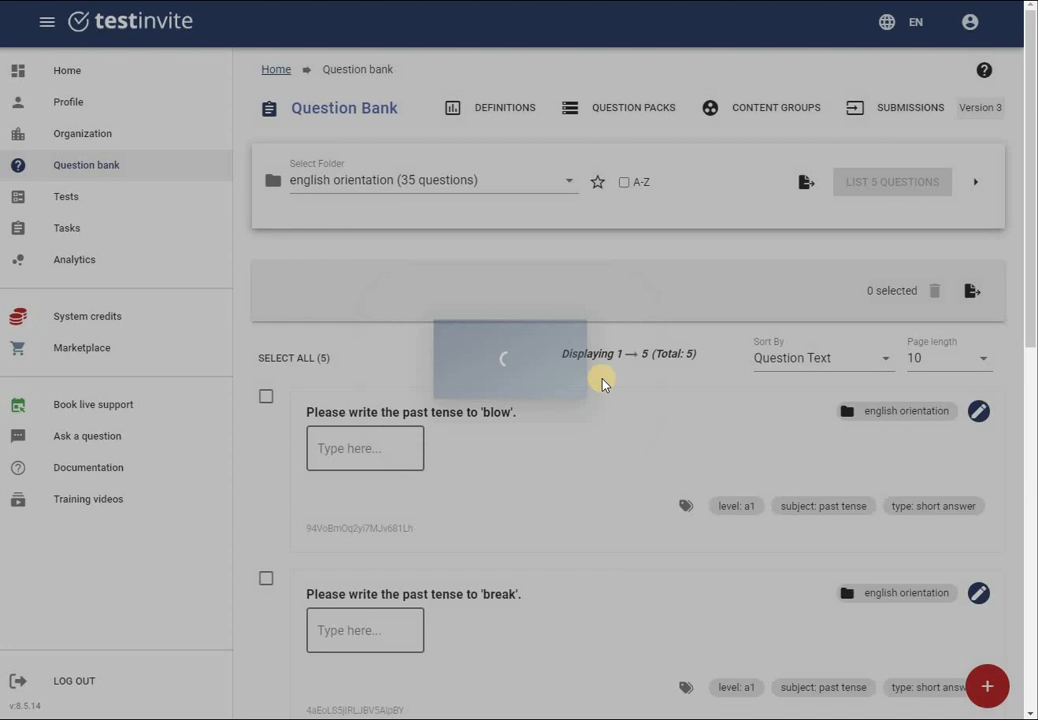 testinvite
EN
Home
Profile
Organization
Question bank
Tests
Tasks
Analytics
System credits
Marketplace
Book live support
Ask a question
Documentation
Training videos
LOG OUT
v:8.5.14
Home Question bank
Question Bank DEFINITIONS QUESTION PACKS CONTENT GROUPS SUBMISSIONS Version 3
Select Folder
english orientation (35 questions) A-Z LIST 5 QUESTIONS
0 selected
SELECT ALL (5) Displaying 1 → 5 (Total: 5)
Sort By Page length
Question Text 10
Please write the past tense to 'blow'. english orientation
Type here...
level: a1 subject: past tense type: short answer
Please write the past tense to 'break'. english orientation
Type here...
level: a1 subject: past tense type: short answ